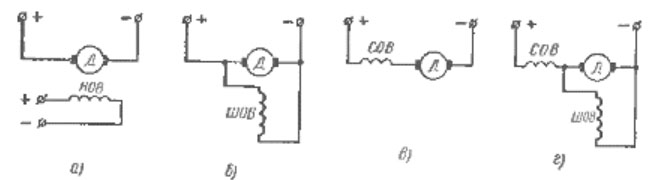 + −
Д
+ НОВ
−
а)
+ −
Д
ШОВ
б)
+ −
СОВ
Д
в)
+ −
СОВ
Д
ШОВ
г)